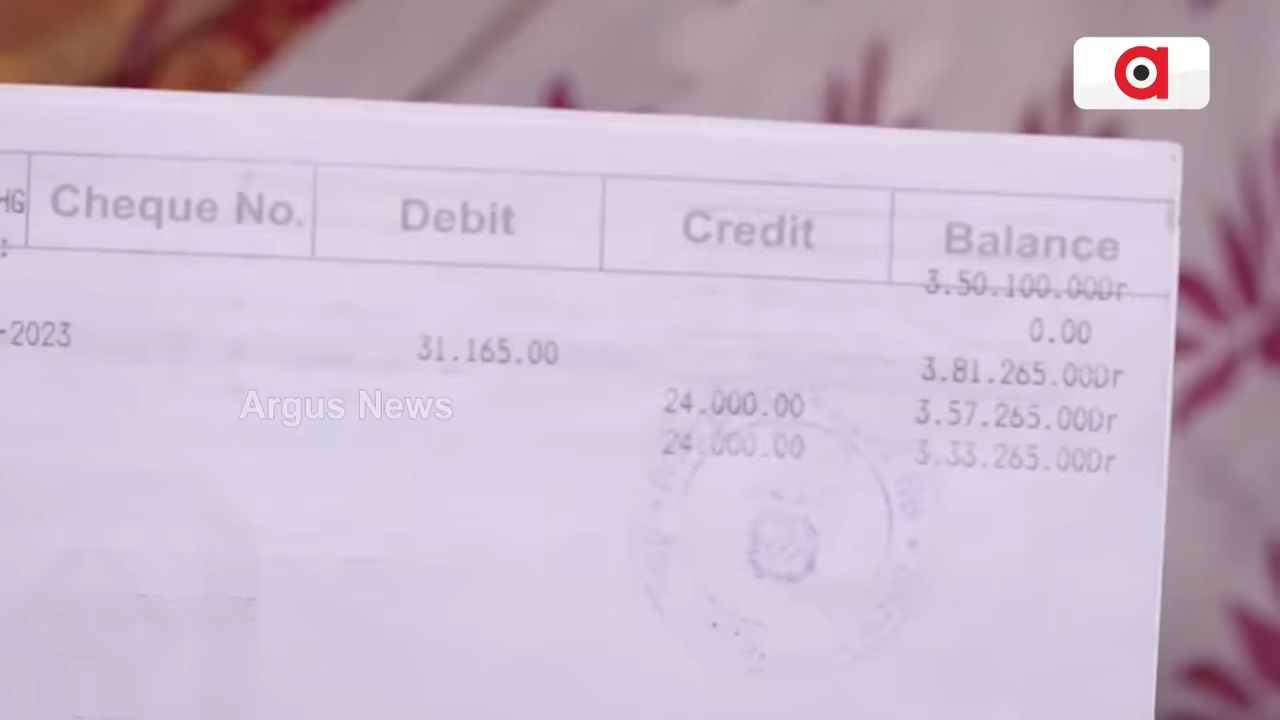 HG Cheque No. Debit Credit Balance
3.50.100.00Dr
0.00
-2023 31.165.00 3.81.265.00Dr
24.000.00 3.57.265.00Dr
24.000.00 3.33.265.00Dr
Argus News